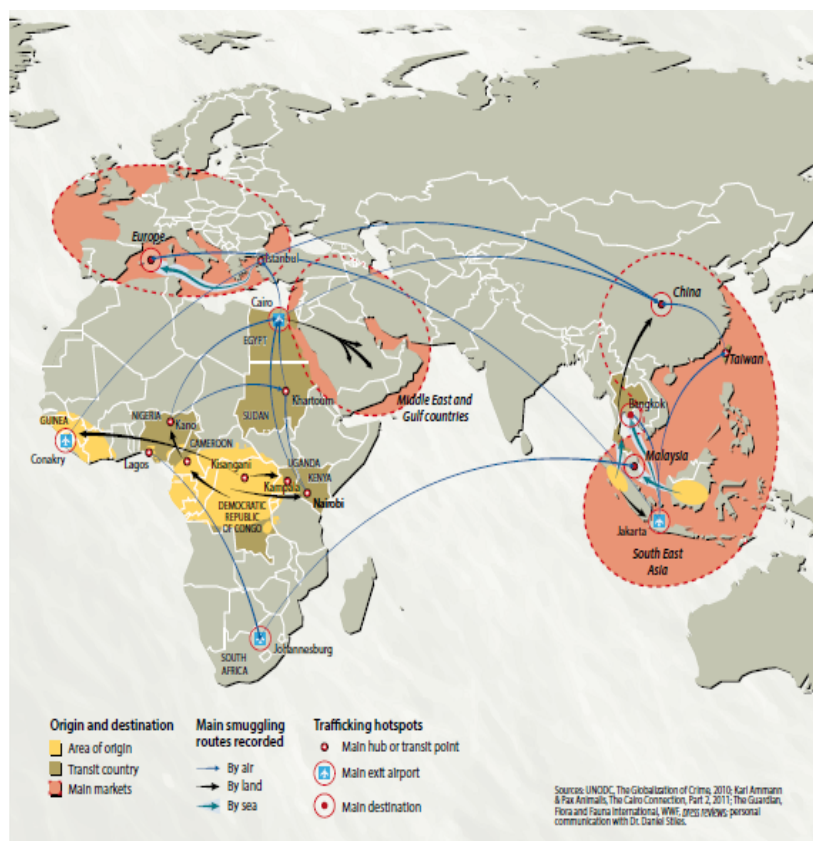 Europe
Istanbul
China
Cairo
EGYPT
Taiwan
Middle East and
Gulf countries
Khartoum
SUDAN
Bangkok
NIGERIA
Kano
GUINEA
CAMEROON
Malaysia
Conakry
Lagos
Kisangani
UGANDA
KENYA
Kampala
Nairobi
DEMOCRATIC
REPUBLIC
OF CONGO
Jakarta
South East
Asia
Johannesburg
SOUTH
AFRICA
Origin and destination
Area of origin
Transit country
Main markets
Main smuggling
routes recorded
By air
By land
By sea
Trafficking hotspots
Main hub or transit point
Main exit airport
Main destination
Sources: UNODC, The Globalization of Crime, 2010; Karl Ammann
& Pax Animalis, The Cairo Connection, Part 2, 2011; The Guardian,
Flora and Fauna International, WWF, press reviews; personal
communication with Dr. Daniel Stiles.